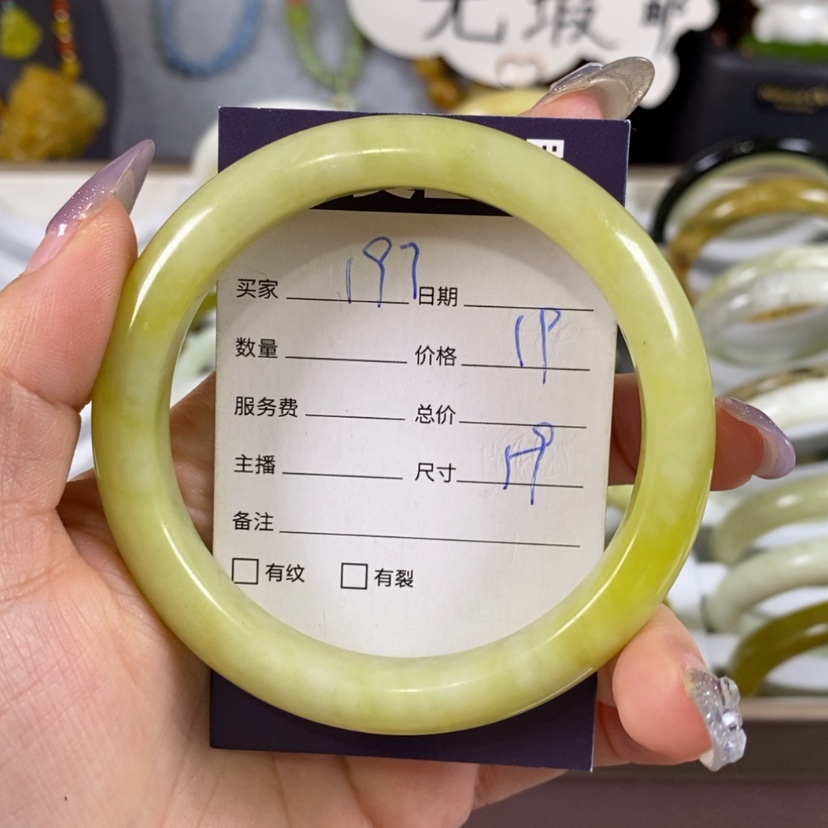 无瑕
买家 197 日期
数量 价格 19
服务费 总价
主播 尺寸
备注
□有纹 □有裂